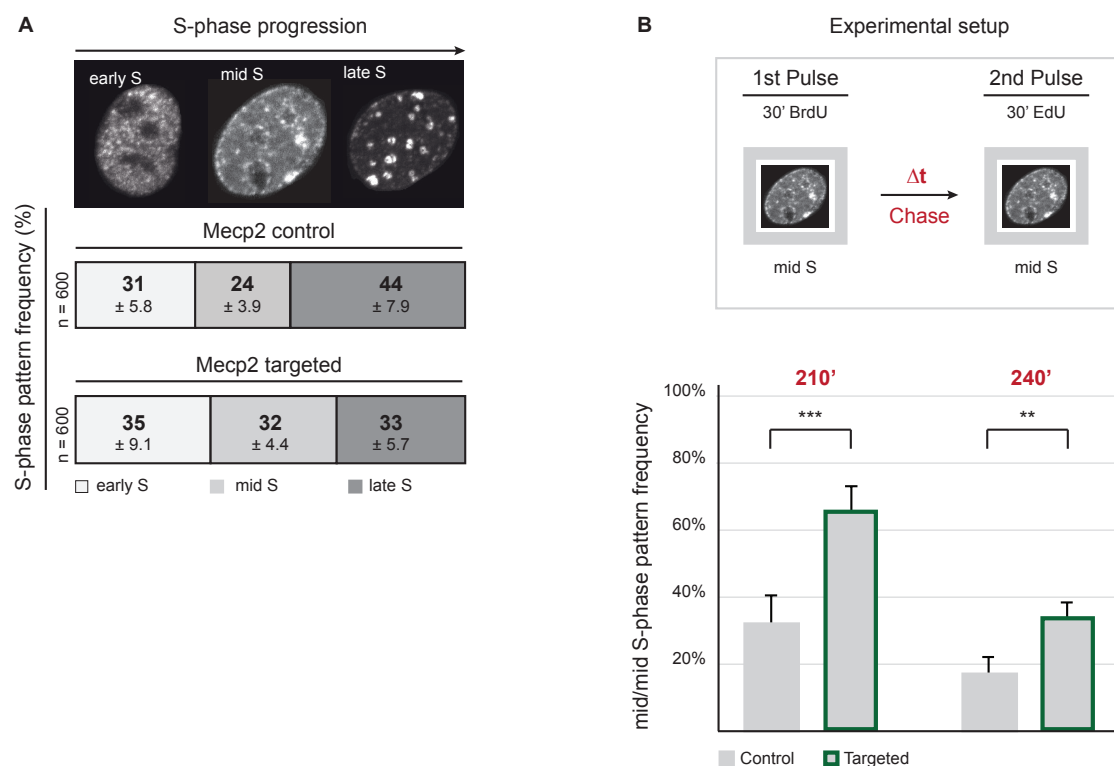 A
S-phase progression
early S
mid S
late S
S-phase pattern frequency (%)
Mecp2 control
n = 600
31
± 5.8
24
± 3.9
44
± 7.9
Mecp2 targeted
n = 600
35
± 9.1
32
± 4.4
33
± 5.7
early S
mid S
late S
B
Experimental setup
1st Pulse
30' BrdU
2nd Pulse
30' EdU
Δt
Chase
mid S
mid S
mid/mid S-phase pattern frequency
100%
80%
60%
40%
20%
210'
240'
***
**
Control
Targeted